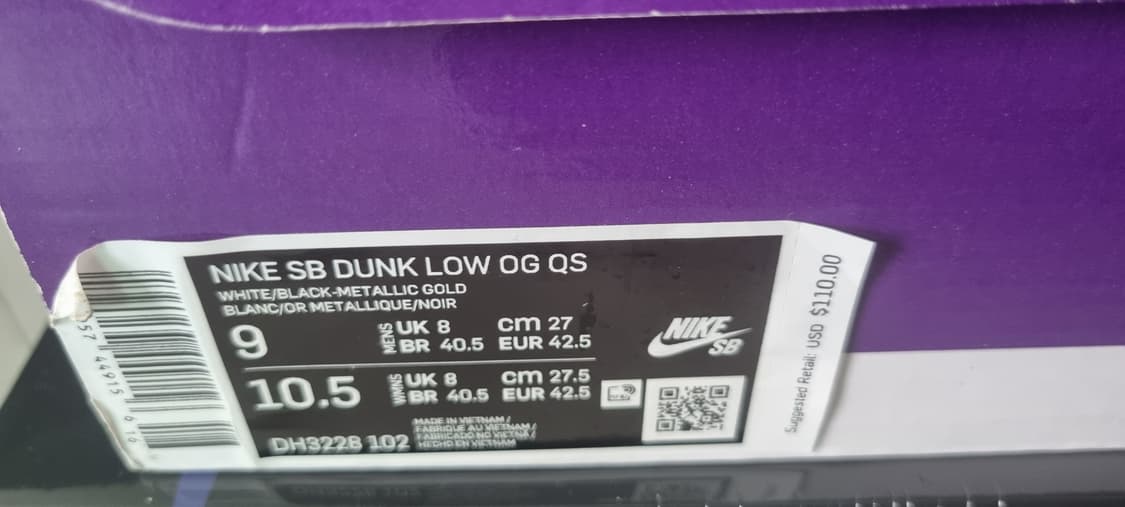 NIKE SB DUNK LOW OG QS
WHITE/BLACK-METALLIC GOLD
BLANC/OR METALLIQUE/NOIR
9 MENS UK 8 cm 27
BR 40.5 EUR 42.5
10.5 WMNS UK 8 cm 27.5
BR 40.5 EUR 42.5
MADE IN VIETNAM /
FABRIQUE AU VIETNAM /
FABRICADO NO VIETNÃ /
HECHO EN VIETNAM
DH3228 102
NIKE
SB
Suggested Retail: USD $110.00
57 44915 616